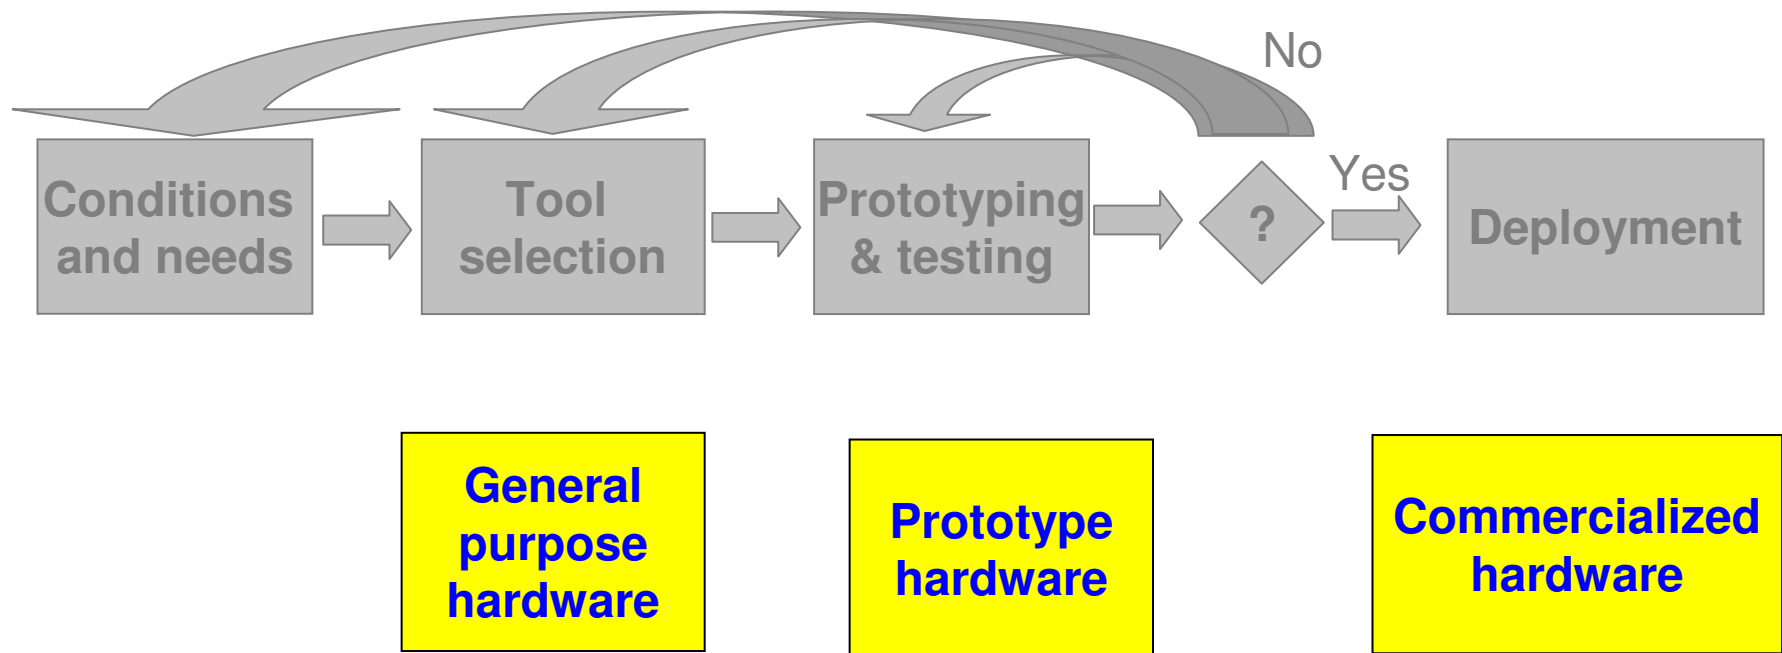 No
Yes
Conditions
and needs
Tool
selection
Prototyping
& testing
?
Deployment
General
purpose
hardware
Prototype
hardware
Commercialized
hardware